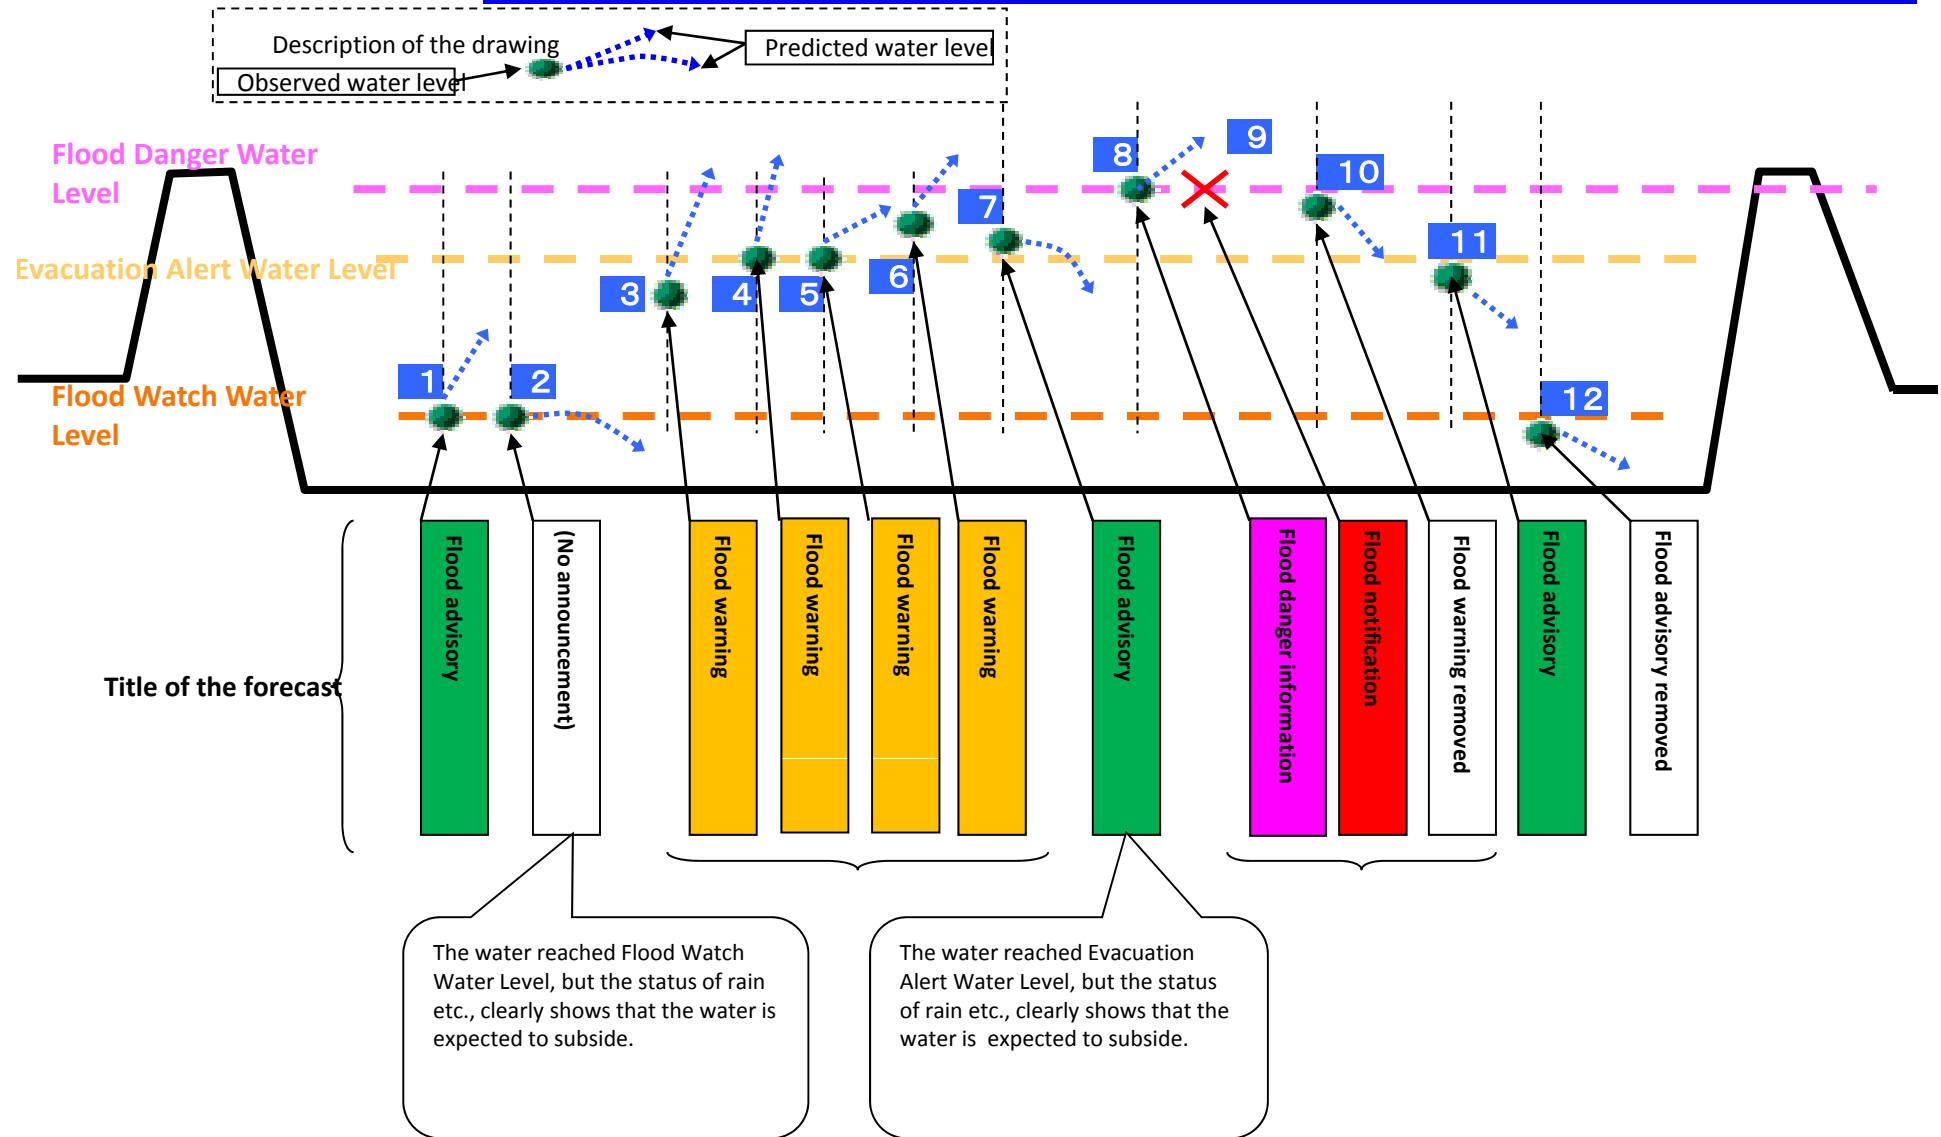 Description of the drawing
Predicted water level
Observed water level
Flood Danger Water
Level
Evacuation Alert Water Level
Flood Watch Water
Level
1
2
3
4
5
6
7
8
9
10
11
12
Title of the forecast
Flood advisory
(No announcement)
Flood warning
Flood warning
Flood warning
Flood warning
Flood advisory
Flood danger information
Flood notification
Flood warning removed
Flood advisory
Flood advisory removed
The water reached Flood Watch
Water Level, but the status of rain
etc., clearly shows that the water is
expected to subside.
The water reached Evacuation
Alert Water Level, but the status
of rain etc., clearly shows that the
water is  expected to subside.